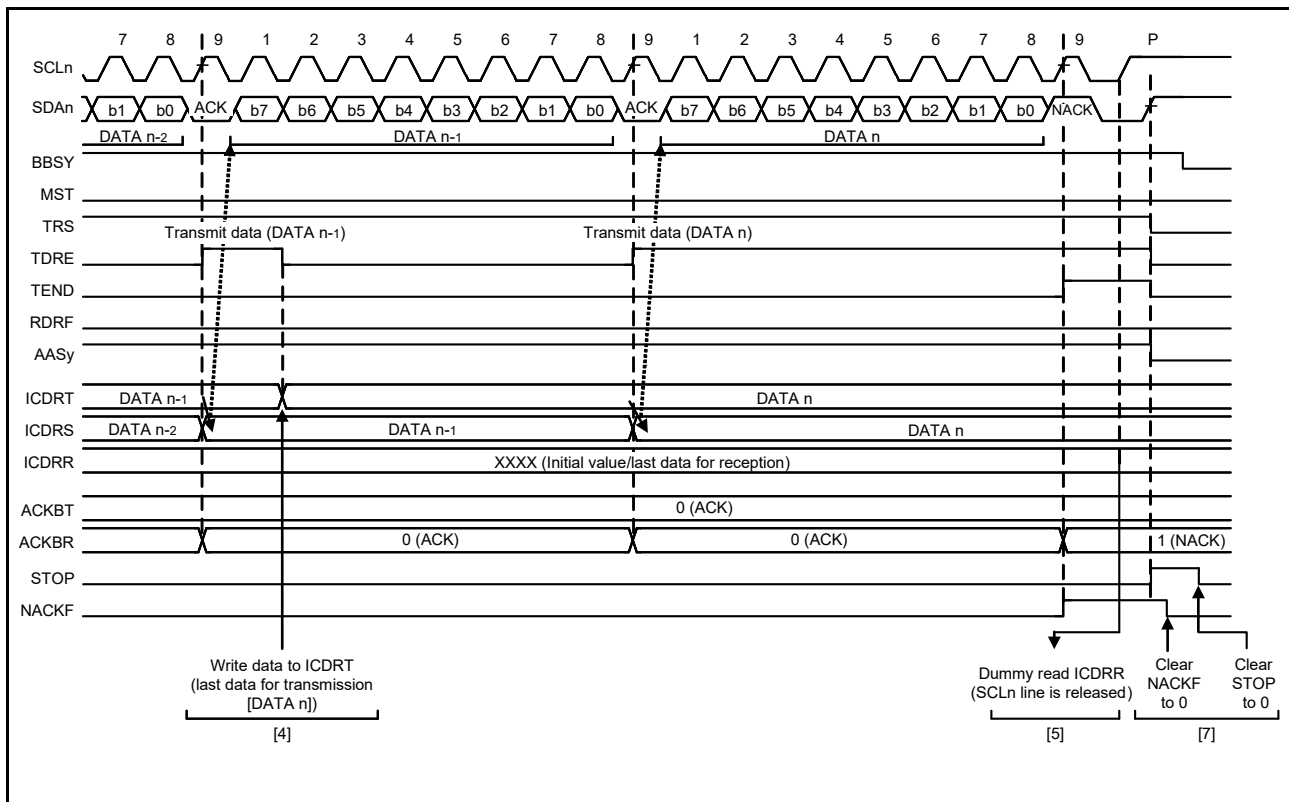 7 8 9 1 2 3 4 5 6 7 8 9 1 2 3 4 5 6 7 8 9 P
SCLn
SDAn b1 b0 ACK b7 b6 b5 b4 b3 b2 b1 b0 ACK b7 b6 b5 b4 b3 b2 b1 b0 NACK
DATA n-2 DATA n-1 DATA n
BBSY
MST
TRS
Transmit data (DATA n-1) Transmit data (DATA n)
TDRE
TEND
RDRF
AASy
ICDRT DATA n-1 DATA n
ICDRS DATA n-2 DATA n-1 DATA n
ICDRR XXXX (Initial value/last data for reception)
ACKBT 0 (ACK)
ACKBR 0 (ACK) 0 (ACK) 1 (NACK)
STOP
NACKF
Write data to ICDRT
(last data for transmission
[DATA n])
[4]
Dummy read ICDRR
(SCLn line is released)
[5]
Clear
NACKF
to 0
Clear
STOP
to 0
[7]